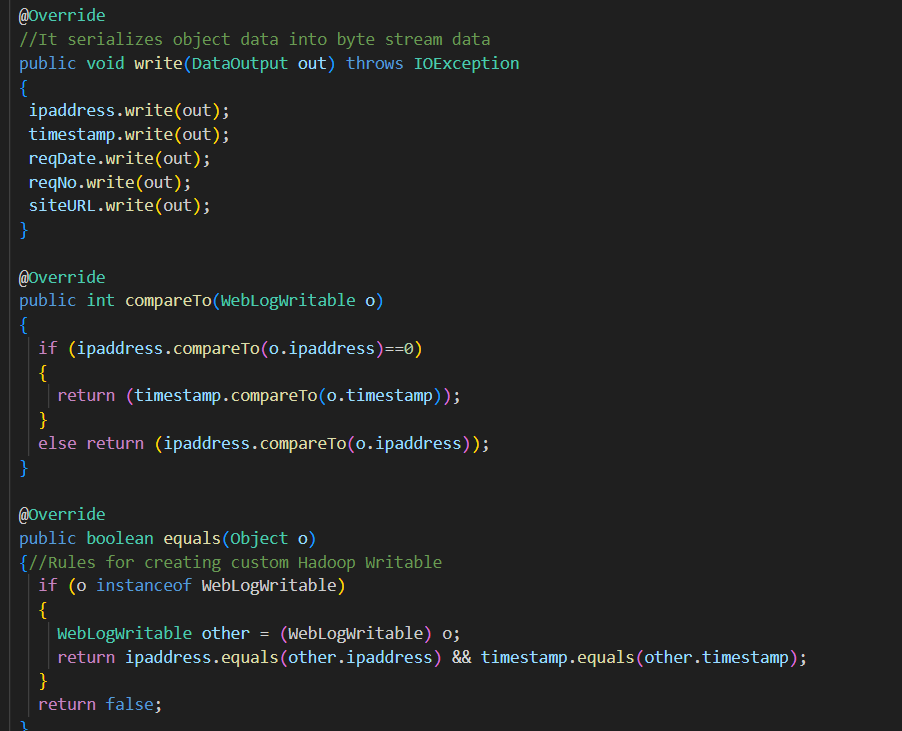 @Override
//It serializes object data into byte stream data
public void write(DataOutput out) throws IOException
{
 ipaddress.write(out);
 timestamp.write(out);
 reqDate.write(out);
 reqNo.write(out);
 siteURL.write(out);
}

@Override
public int compareTo(WebLogWritable o)
{
  if (ipaddress.compareTo(o.ipaddress)==0)
  {
    return (timestamp.compareTo(o.timestamp));
  }
  else return (ipaddress.compareTo(o.ipaddress));
}

@Override
public boolean equals(Object o)
{//Rules for creating custom Hadoop Writable
  if (o instanceof WebLogWritable)
  {
    WebLogWritable other = (WebLogWritable) o;
    return ipaddress.equals(other.ipaddress) && timestamp.equals(other.timestamp);
  }
  return false;
}